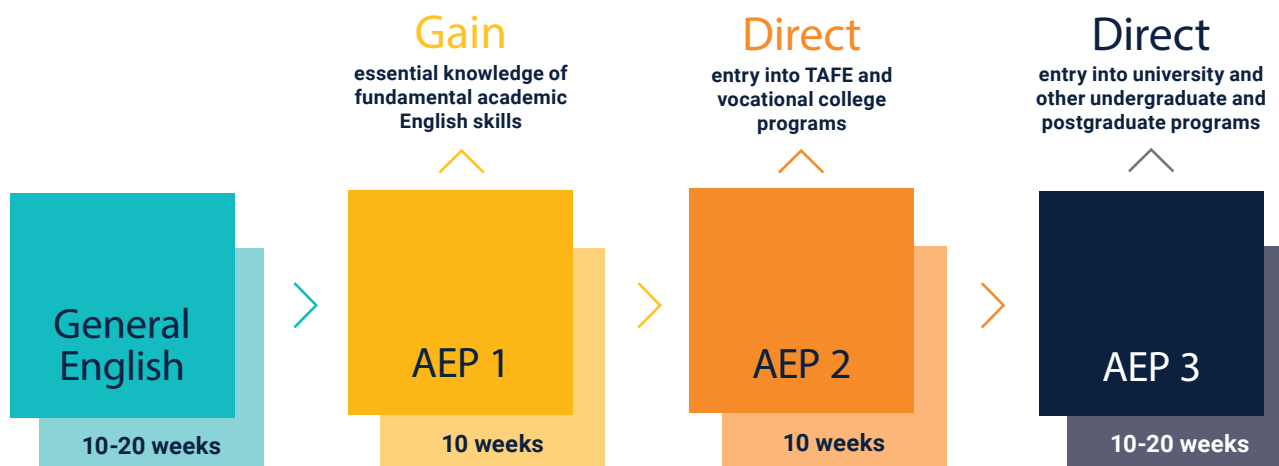 Gain
essential knowledge of
fundamental academic
English skills
Direct
entry into TAFE and
vocational college
programs
Direct
entry into university and
other undergraduate and
postgraduate programs
General
English
10-20 weeks
AEP 1
10 weeks
AEP 2
10 weeks
AEP 3
10-20 weeks